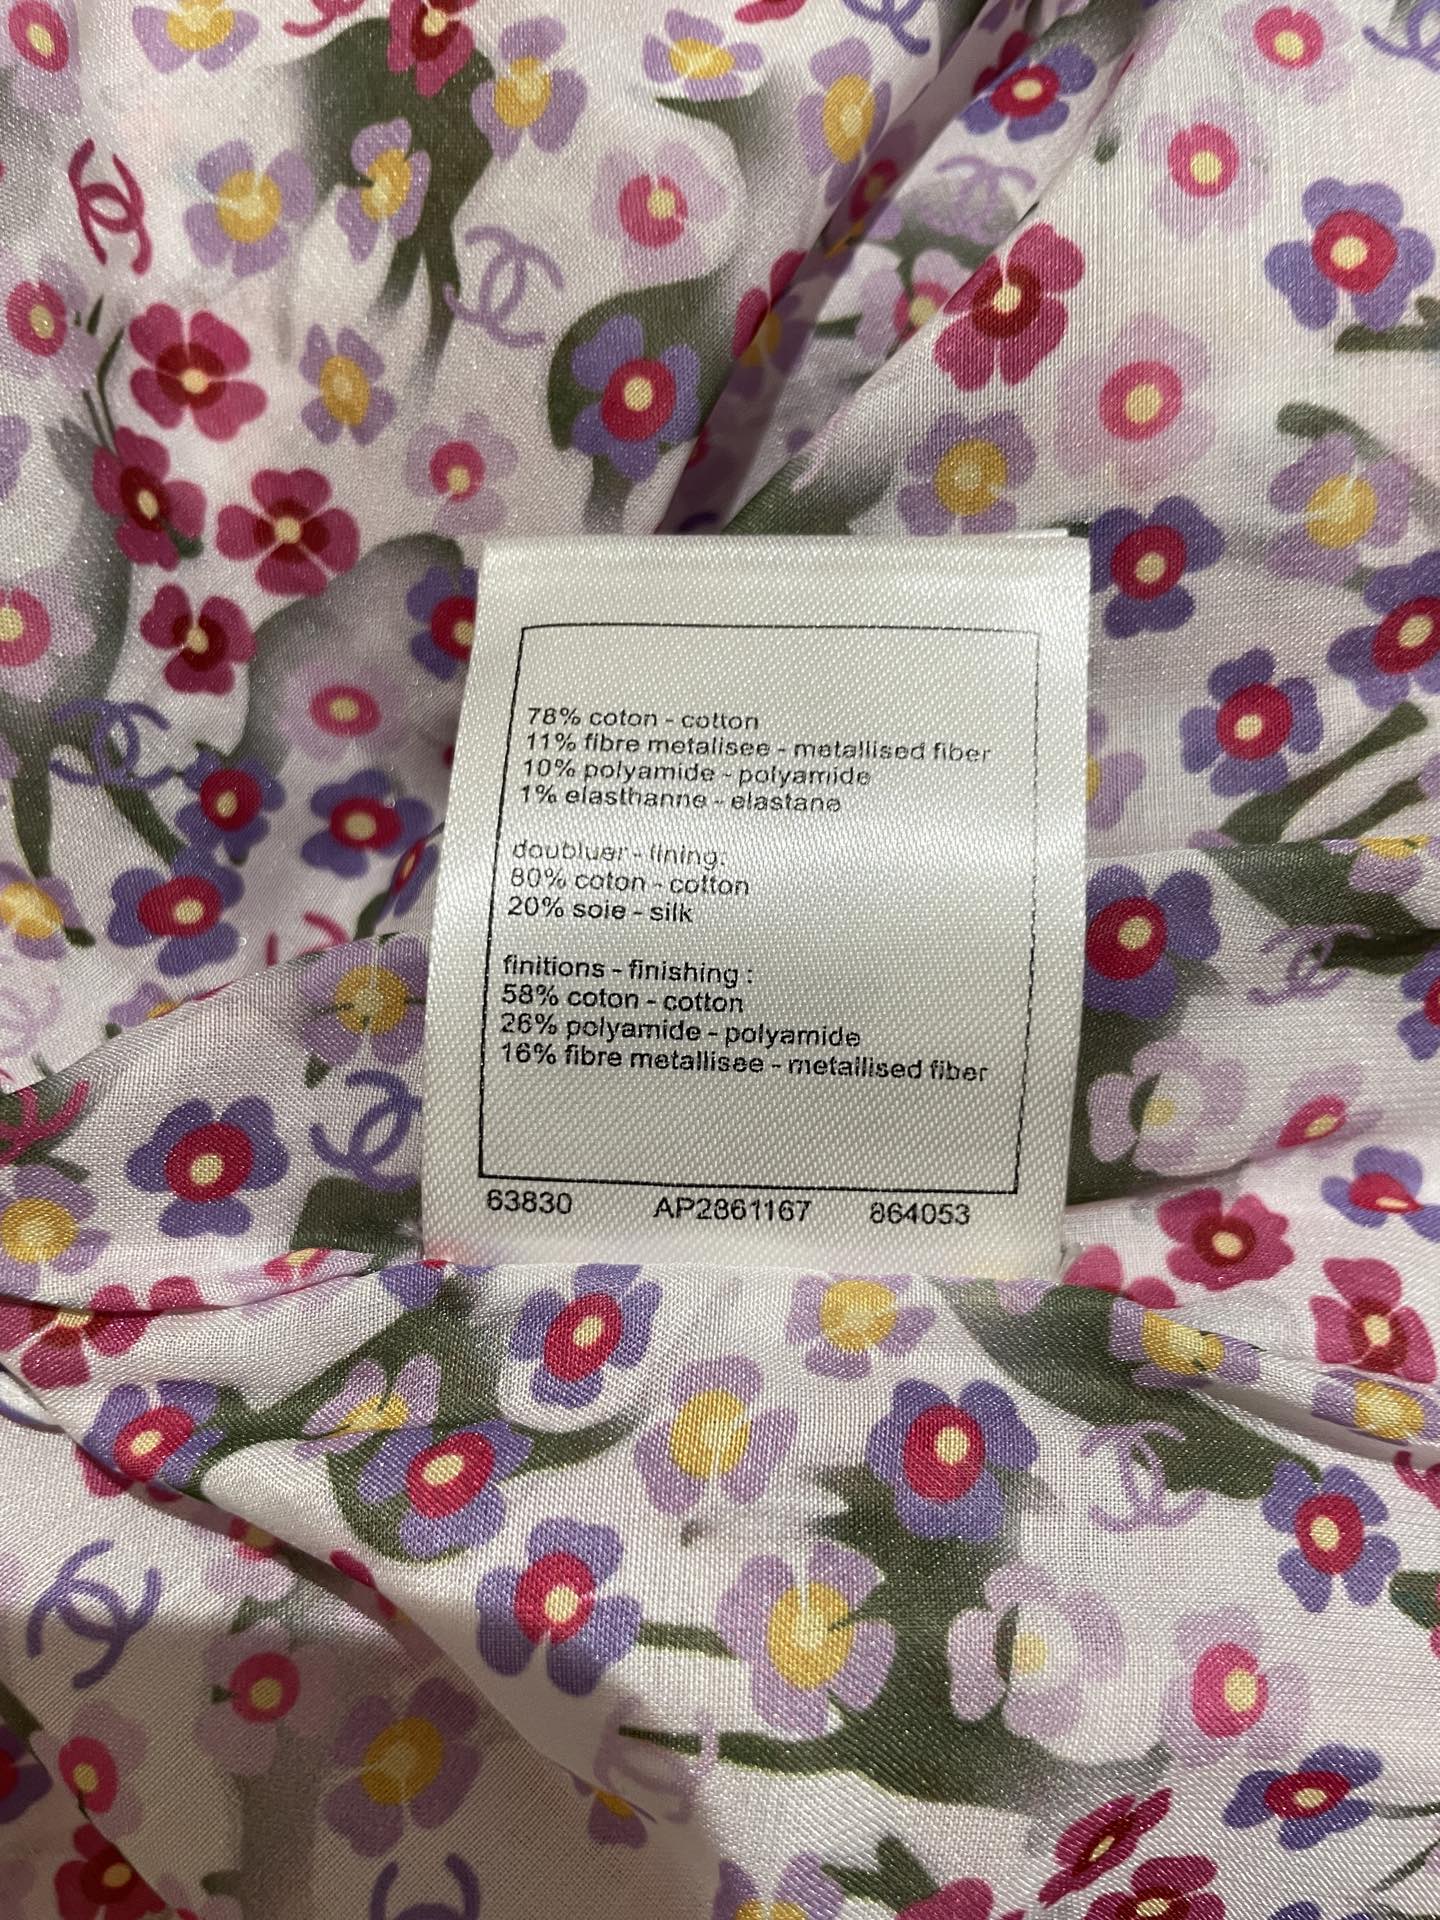 78% coton - cotton
11% fibre metalisee - metallised fiber
10% polyamide - polyamide
1% elasthanne - elastane
doubluer - lining:
80% coton - cotton
20% soie - silk
finitions - finishing :
58% coton - cotton
26% polyamide - polyamide
16% fibre metallisee - metallised fiber
63830 AP2861167 864053